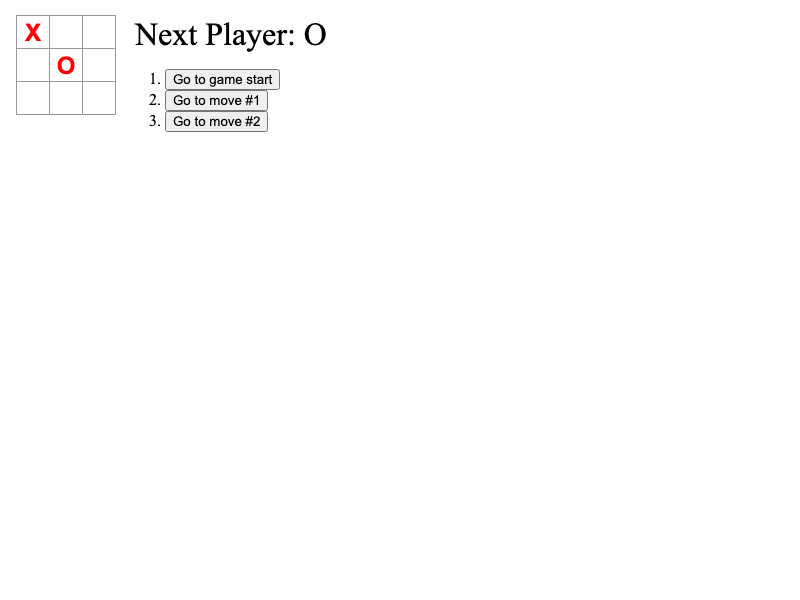 X
O
Next Player: O
1. Go to game start
2. Go to move #1
3. Go to move #2